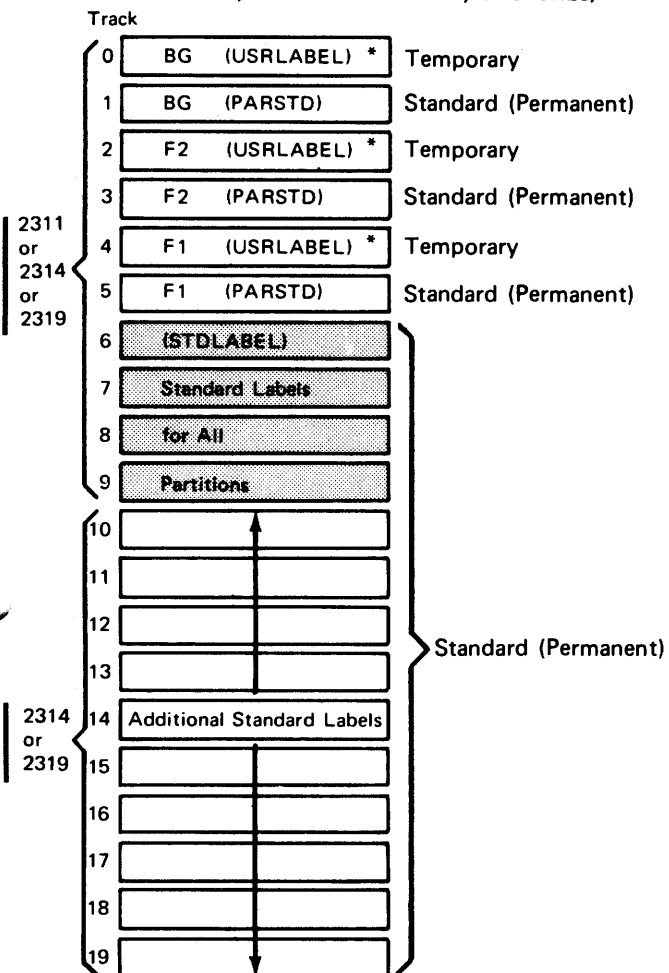 Track
0 BG (USRLABEL) * Temporary
1 BG (PARSTD) Standard (Permanent)
2 F2 (USRLABEL) * Temporary
3 F2 (PARSTD) Standard (Permanent)
2311
or
2314
or
2319
4 F1 (USRLABEL) * Temporary
5 F1 (PARSTD) Standard (Permanent)
6 (STDLABEL)
7 Standard Labels
8 for All
9 Partitions
10
11
12
13
Standard (Permanent)
2314
or
2319
14 Additional Standard Labels
15
16
17
18
19